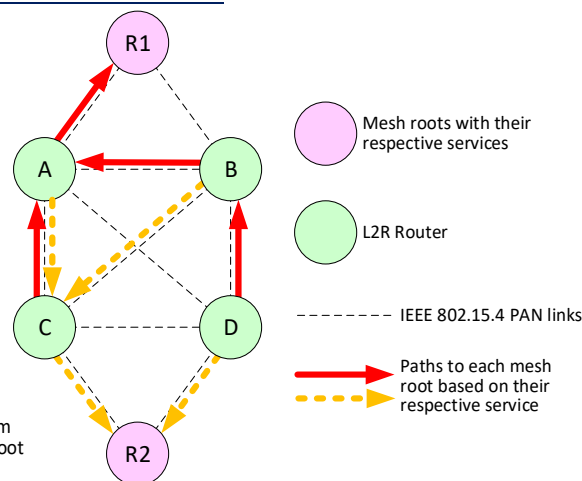 R1
Mesh roots with their
respective services
A
B
L2R Router
IEEE 802.15.4 PAN links
C
D
Paths to each mesh
root based on their
respective service
oot
R2